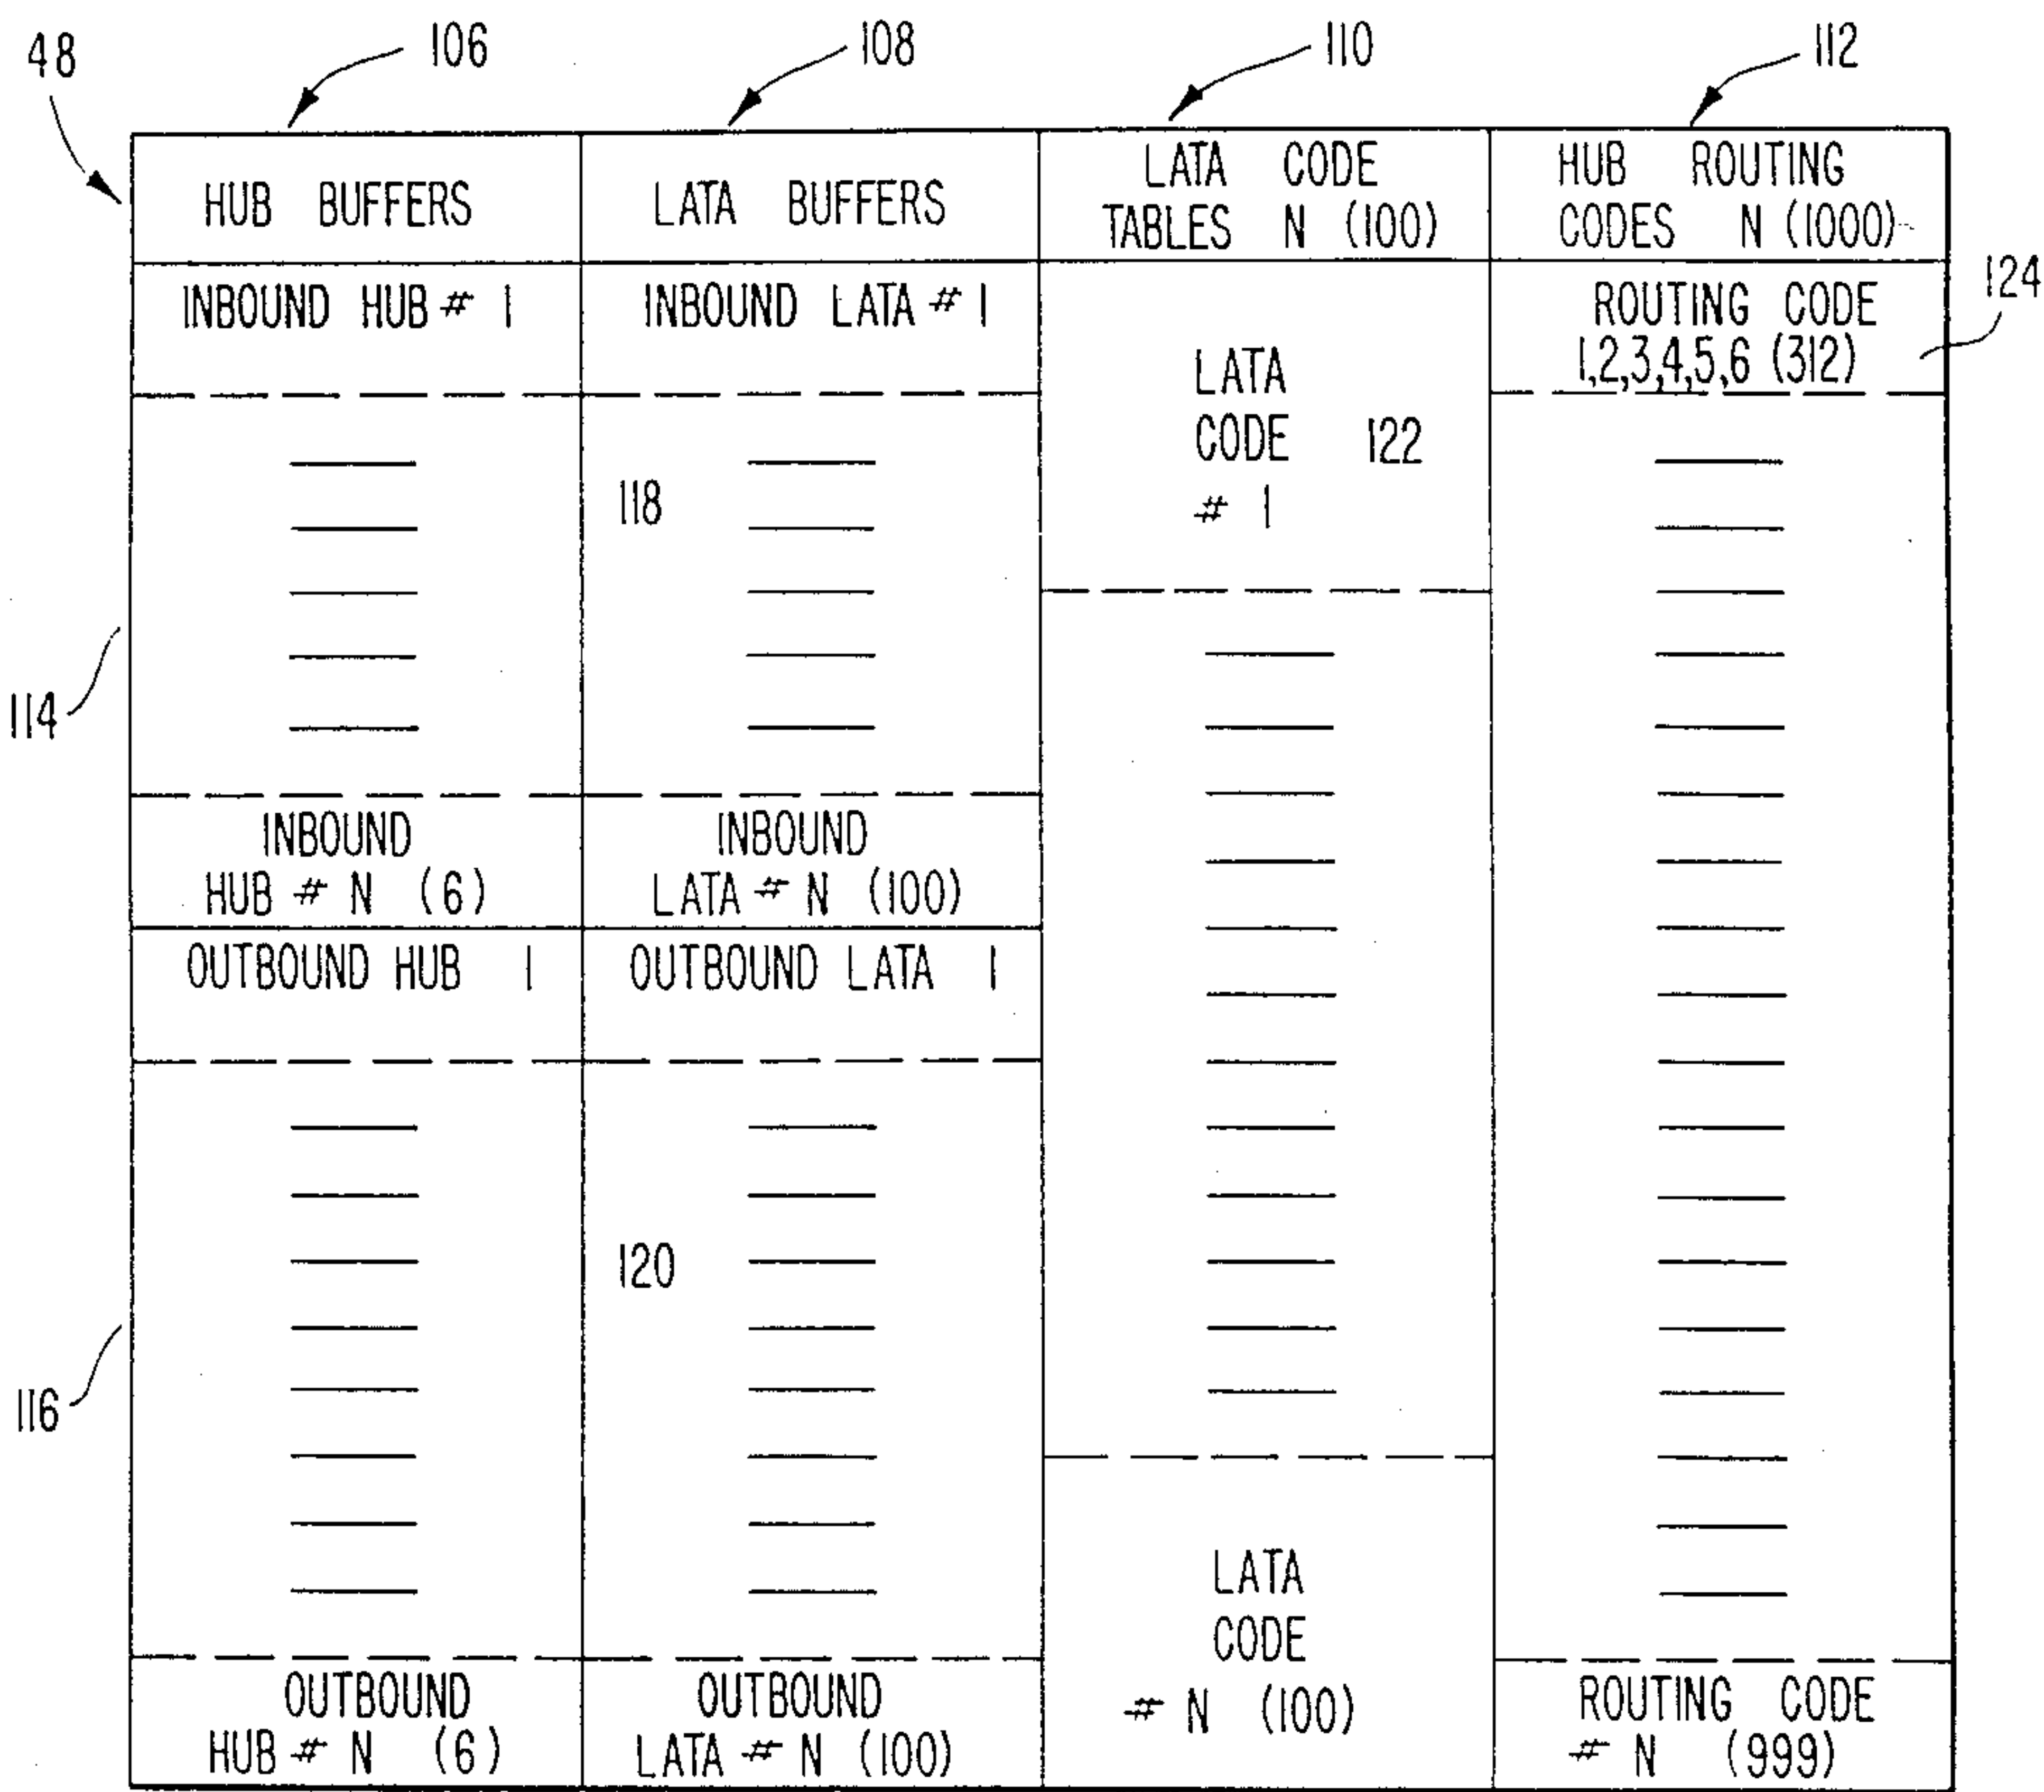 48
106
108
110
112
HUB BUFFERS
LATA BUFFERS
LATA CODE
TABLES N (100)
HUB ROUTING
CODES N (1000)
INBOUND HUB # 1
INBOUND LATA # 1
LATA
CODE 122
# 1
ROUTING CODE
1,2,3,4,5,6 (312)
124
118
114
INBOUND
HUB # N (6)
INBOUND
LATA # N (100)
OUTBOUND HUB 1
OUTBOUND LATA 1
120
116
OUTBOUND
HUB # N (6)
OUTBOUND
LATA # N (100)
LATA
CODE
# N (100)
ROUTING CODE
# N (999)